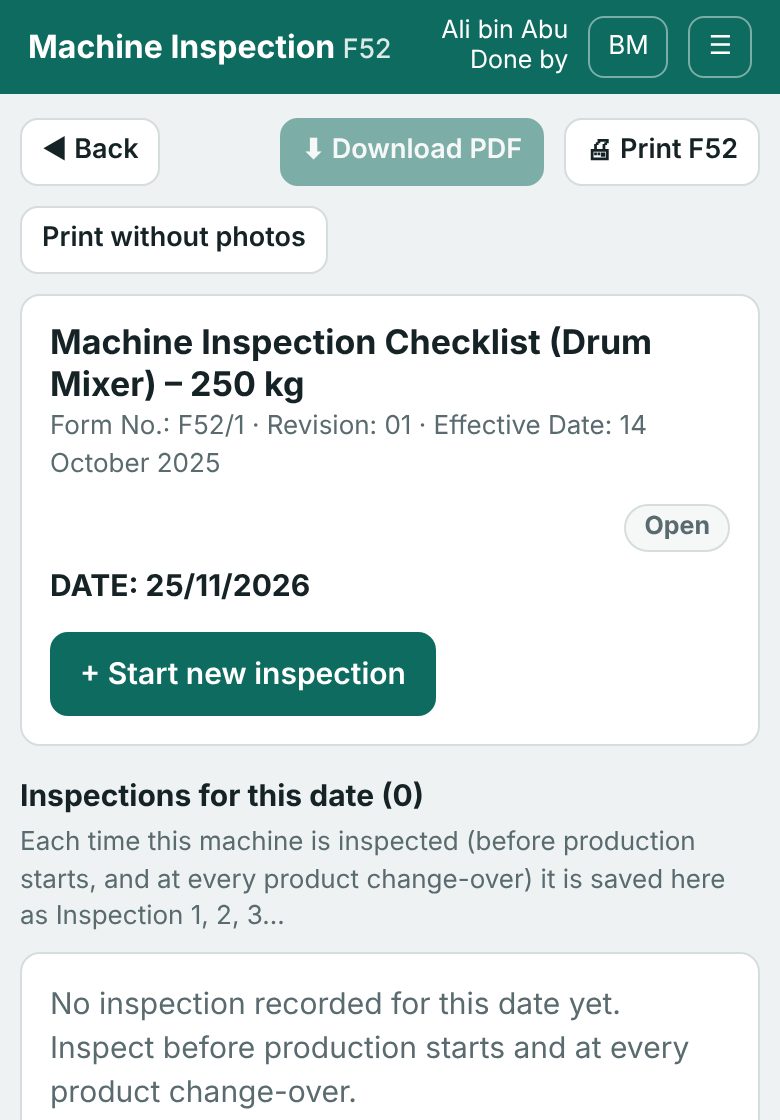 Machine Inspection F52
Ali bin Abu
Done by
BM
☰
◀ Back
⬇ Download PDF
🖨 Print F52
Print without photos
Machine Inspection Checklist (Drum
Mixer) – 250 kg
Form No.: F52/1 · Revision: 01 · Effective Date: 14
October 2025
Open
DATE: 25/11/2026
+ Start new inspection
Inspections for this date (0)
Each time this machine is inspected (before production
starts, and at every product change-over) it is saved here
as Inspection 1, 2, 3...
No inspection recorded for this date yet.
Inspect before production starts and at every
product change-over.